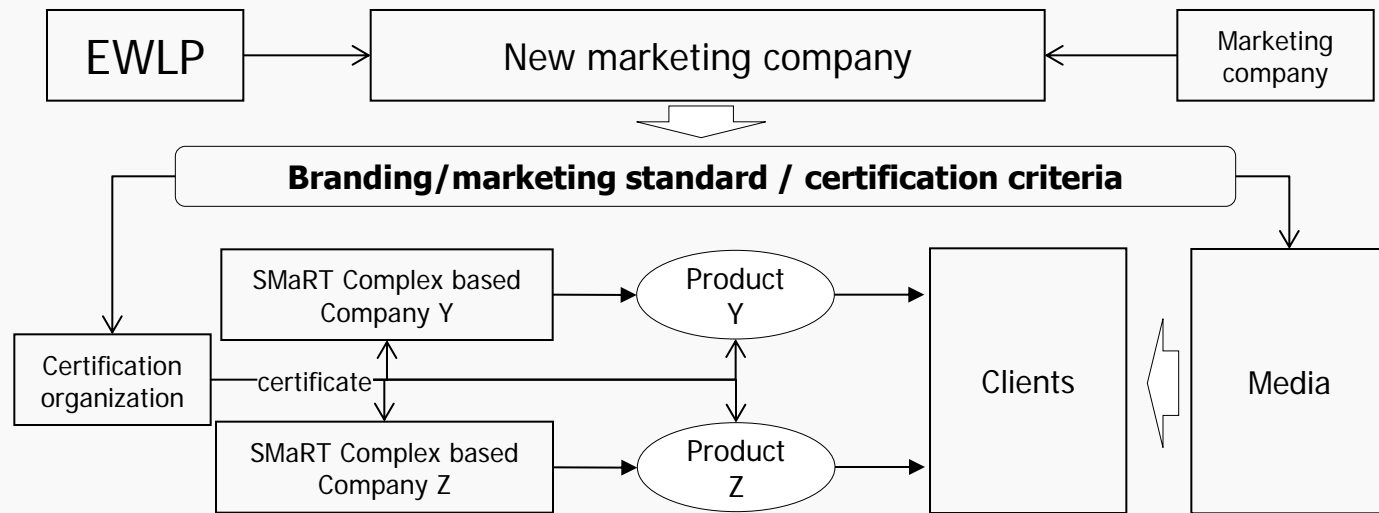 EWLP
New marketing company
Marketing
company
Branding/marketing standard / certification criteria
SMaRT Complex based
Company Y
Product
Y
Certification
organization
certificate
Clients
Media
SMaRT Complex based
Company Z
Product
Z